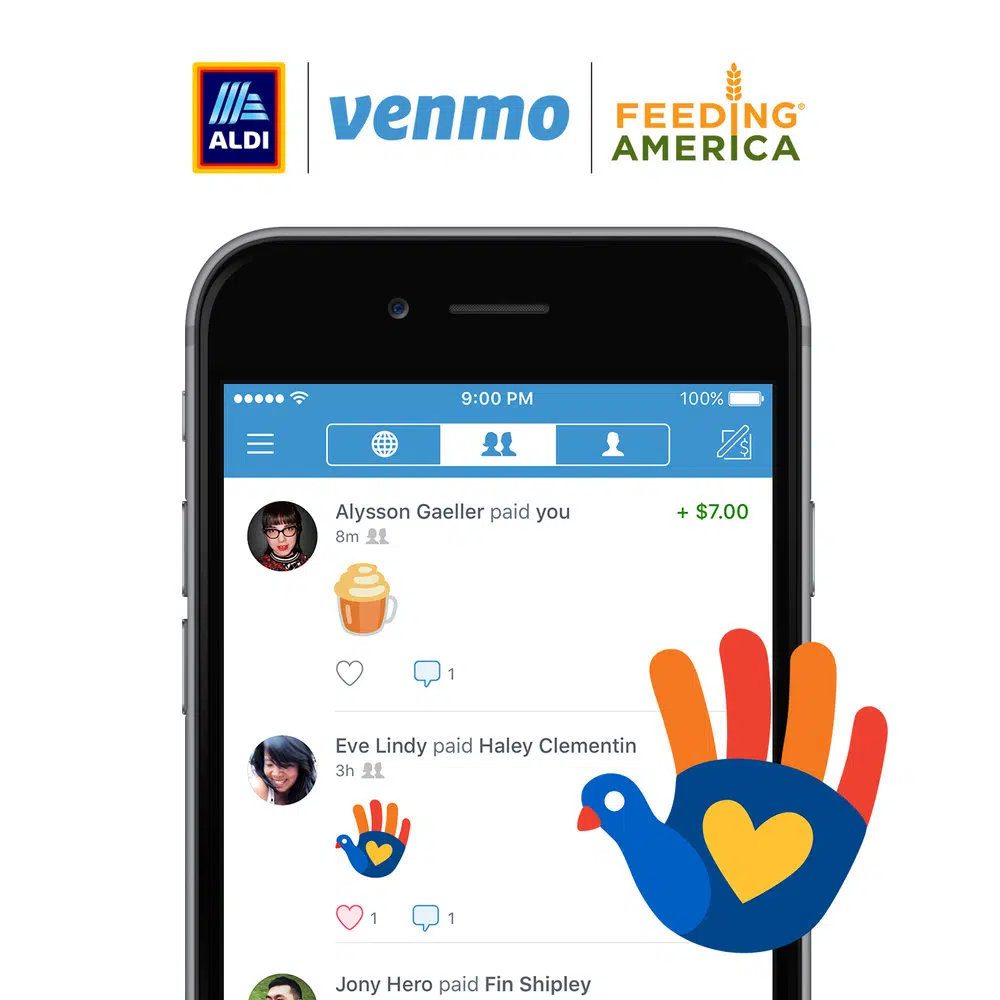 ALDI
venmo
FEEDING®
AMERICA
9:00 PM
100%
Alysson Gaeller paid you
+ $7.00
8m
1
Eve Lindy paid Haley Clementin
3h
1
1
Jony Hero paid Fin Shipley